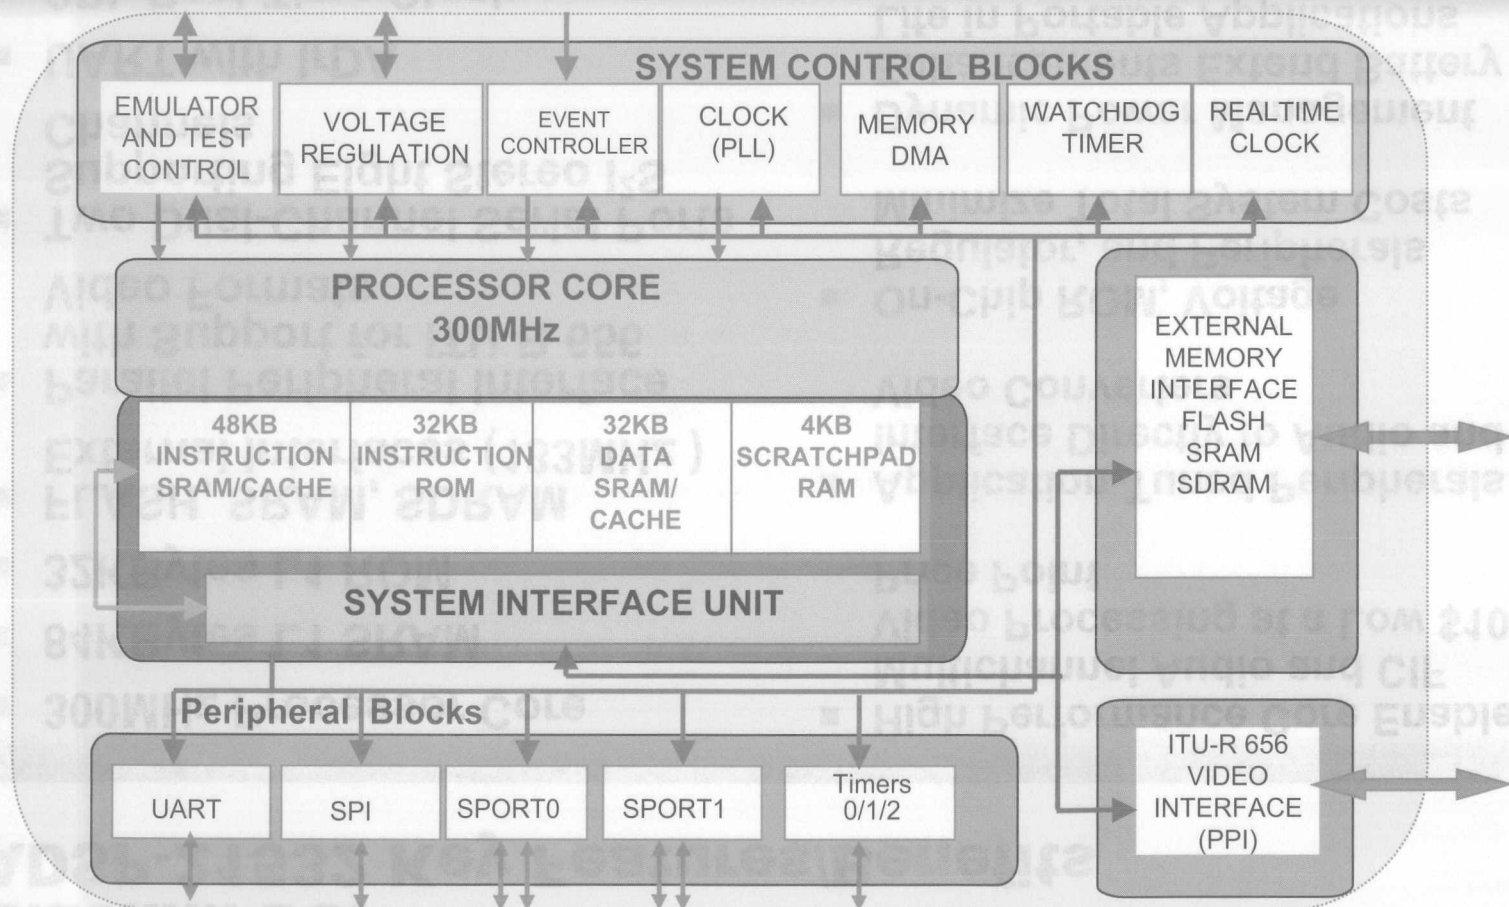 SYSTEM CONTROL BLOCKS
EMULATOR
AND TEST
CONTROL
VOLTAGE
REGULATION
EVENT
CONTROLLER
CLOCK
(PLL)
MEMORY
DMA
WATCHDOG
TIMER
REALTIME
CLOCK
PROCESSOR CORE
300MHz
48KB
INSTRUCTION
SRAM/CACHE
32KB
INSTRUCTION
ROM
32KB
DATA
SRAM/
CACHE
4KB
SCRATCHPAD
RAM
SYSTEM INTERFACE UNIT
EXTERNAL
MEMORY
INTERFACE
FLASH
SRAM
SDRAM
Peripheral Blocks
UART
SPI
SPORT0
SPORT1
Timers
0/1/2
ITU-R 656
VIDEO
INTERFACE
(PPI)